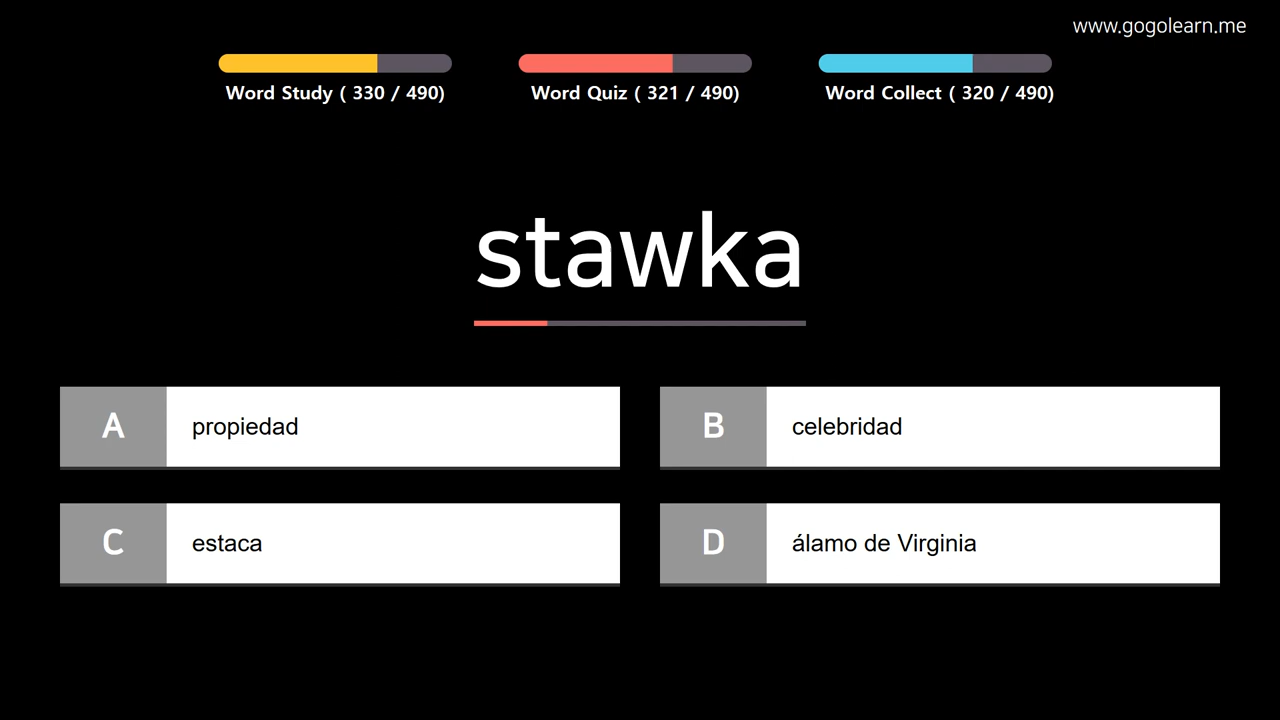 www.gogolearn.me
Word Study ( 330 / 490)
Word Quiz ( 321 / 490)
Word Collect ( 320 / 490)
stawka
A propiedad
B celebridad
C estaca
D álamo de Virginia